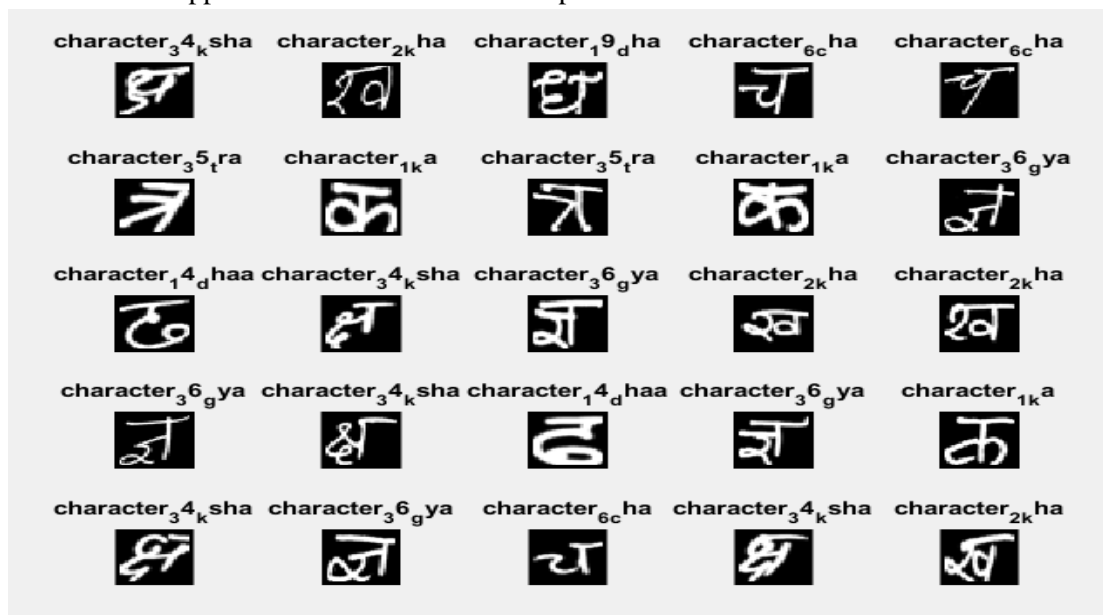 character34ksha character2kha character19dha character6cha character6cha
क्ष ख ध च च
character35tra character1ka character35tra character1ka character36gya
त्र क त्र क ज्ञ
character14dhaa character34ksha character36gya character2kha character2kha
ढ क्ष ज्ञ ख ख
character36gya character34ksha character14dhaa character36gya character1ka
ज्ञ क्ष ढ ज्ञ क
character34ksha character36gya character6cha character34ksha character2kha
क्ष ज्ञ च क्ष ख